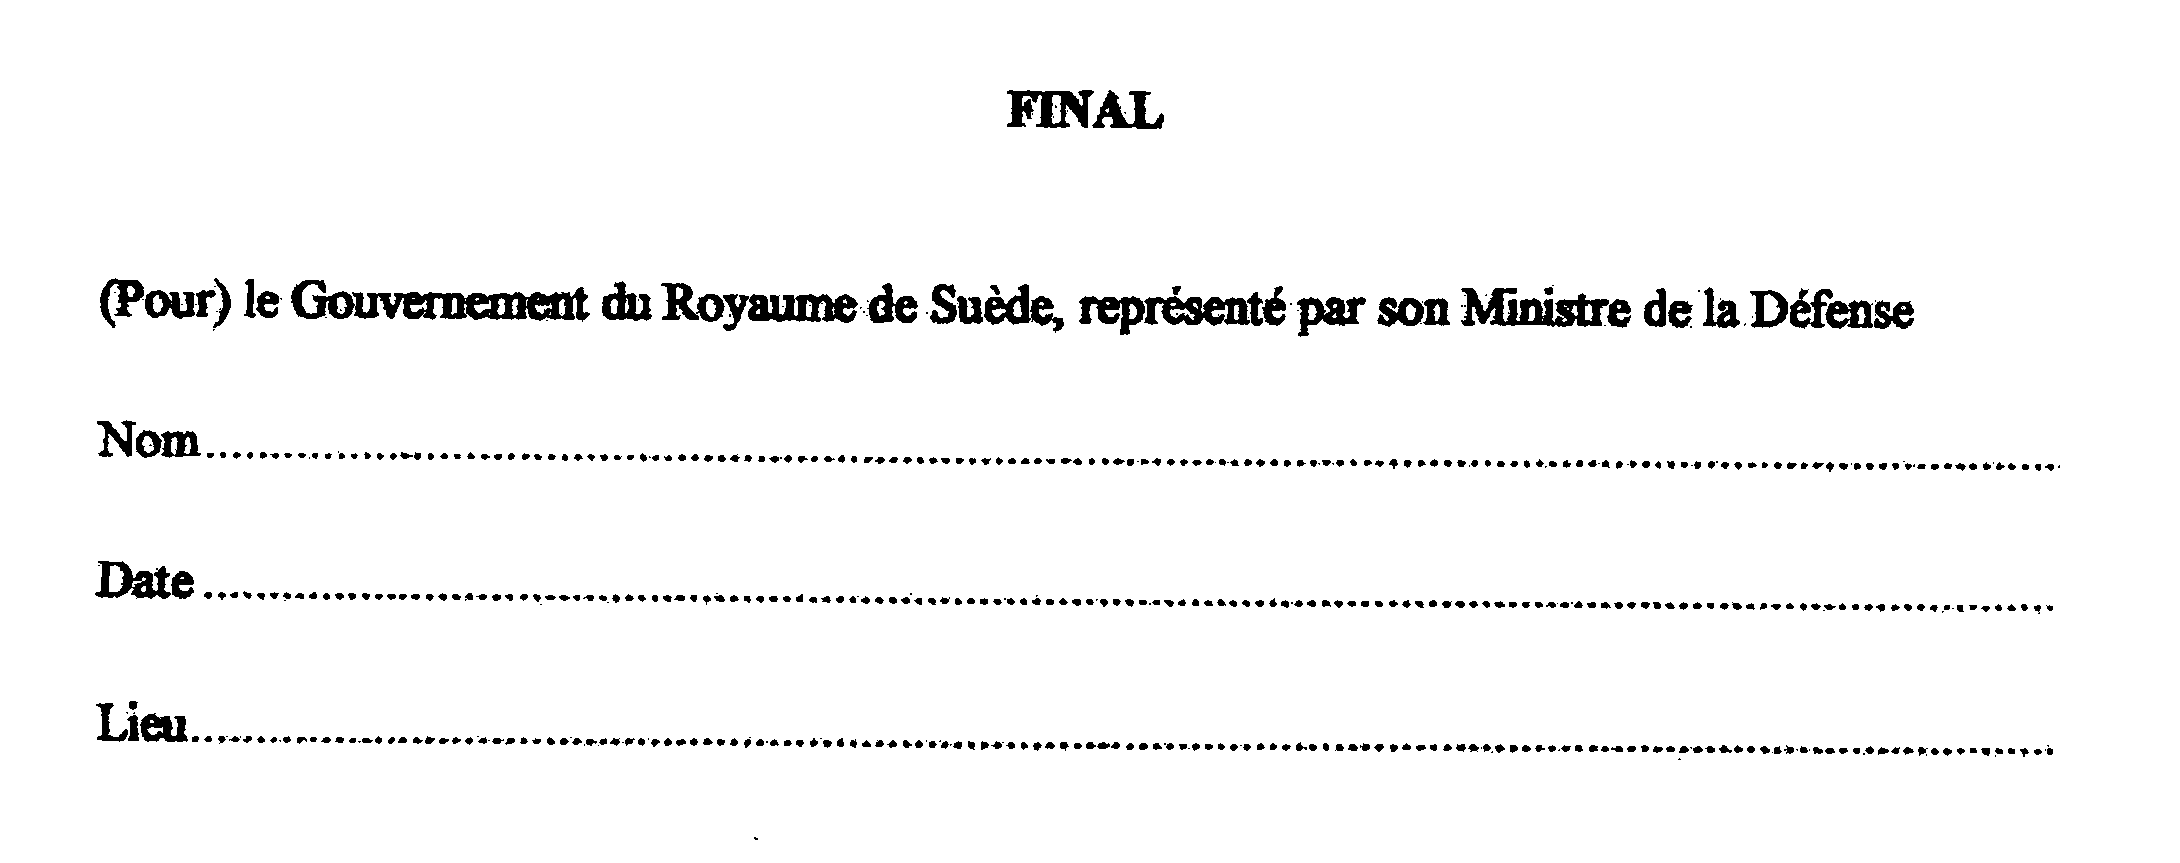 FINAL
(Pour) le Gouvernement du Royaume de Suède, représenté par son Ministre de la Défense
Nom
Date
Lieu